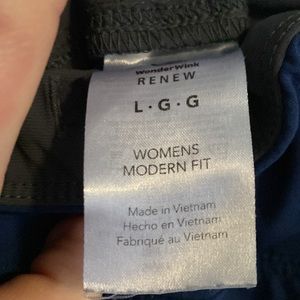 WonderWink
RENEW
L·G·G
WOMENS
MODERN FIT
Made in Vietnam
Hecho en Vietnam
Fabriqué au Vietnam